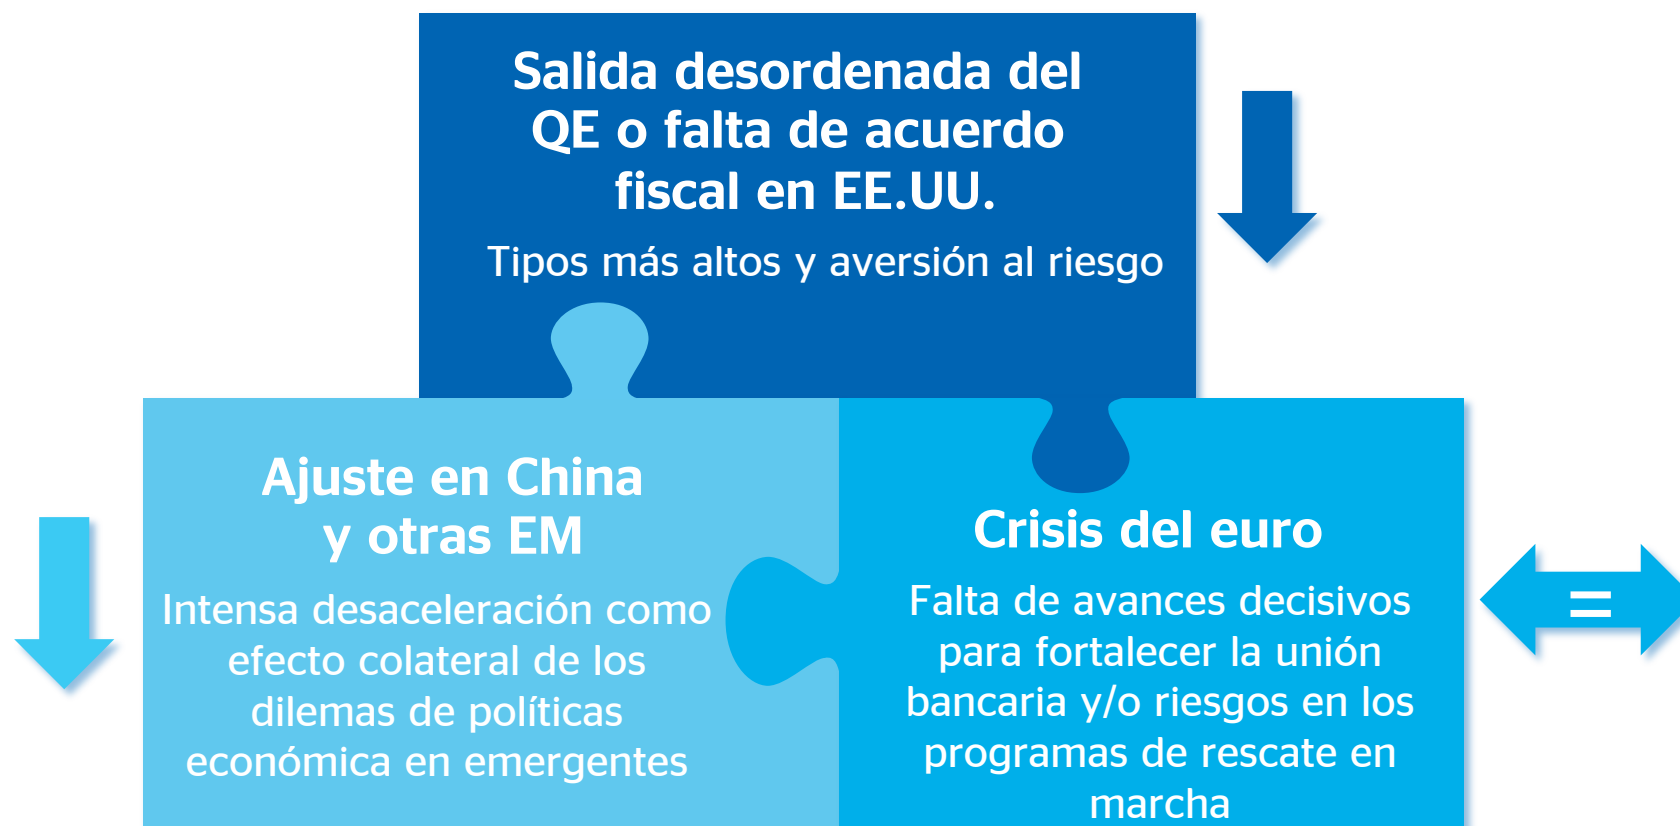 Salida desordenada del
QE o falta de acuerdo
fiscal en EE.UU.
Tipos más altos y aversión al riesgo
Ajuste en China
y otras EM
Intensa desaceleración como
efecto colateral de los
dilemas de políticas
económica en emergentes
Crisis del euro
Falta de avances decisivos
para fortalecer la unión
bancaria y/o riesgos en los
programas de rescate en
marcha
=